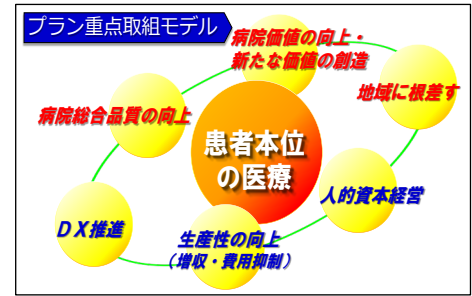 プラン重点取組モデル
病院価値の向上・
新たな価値の創造
地域に根差す
病院総合品質の向上
患者本位
の医療
人的資本経営
ＤＸ推進
生産性の向上
（増収・費用抑制）